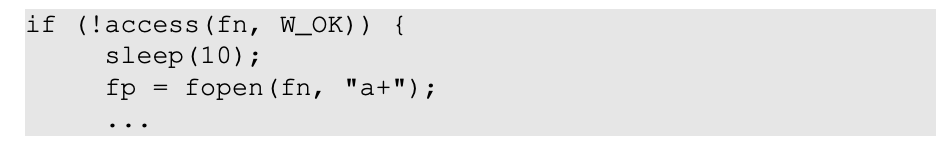 if (!access(fn, W_OK)) {
sleep(10);
fp = fopen(fn, "a+");
...